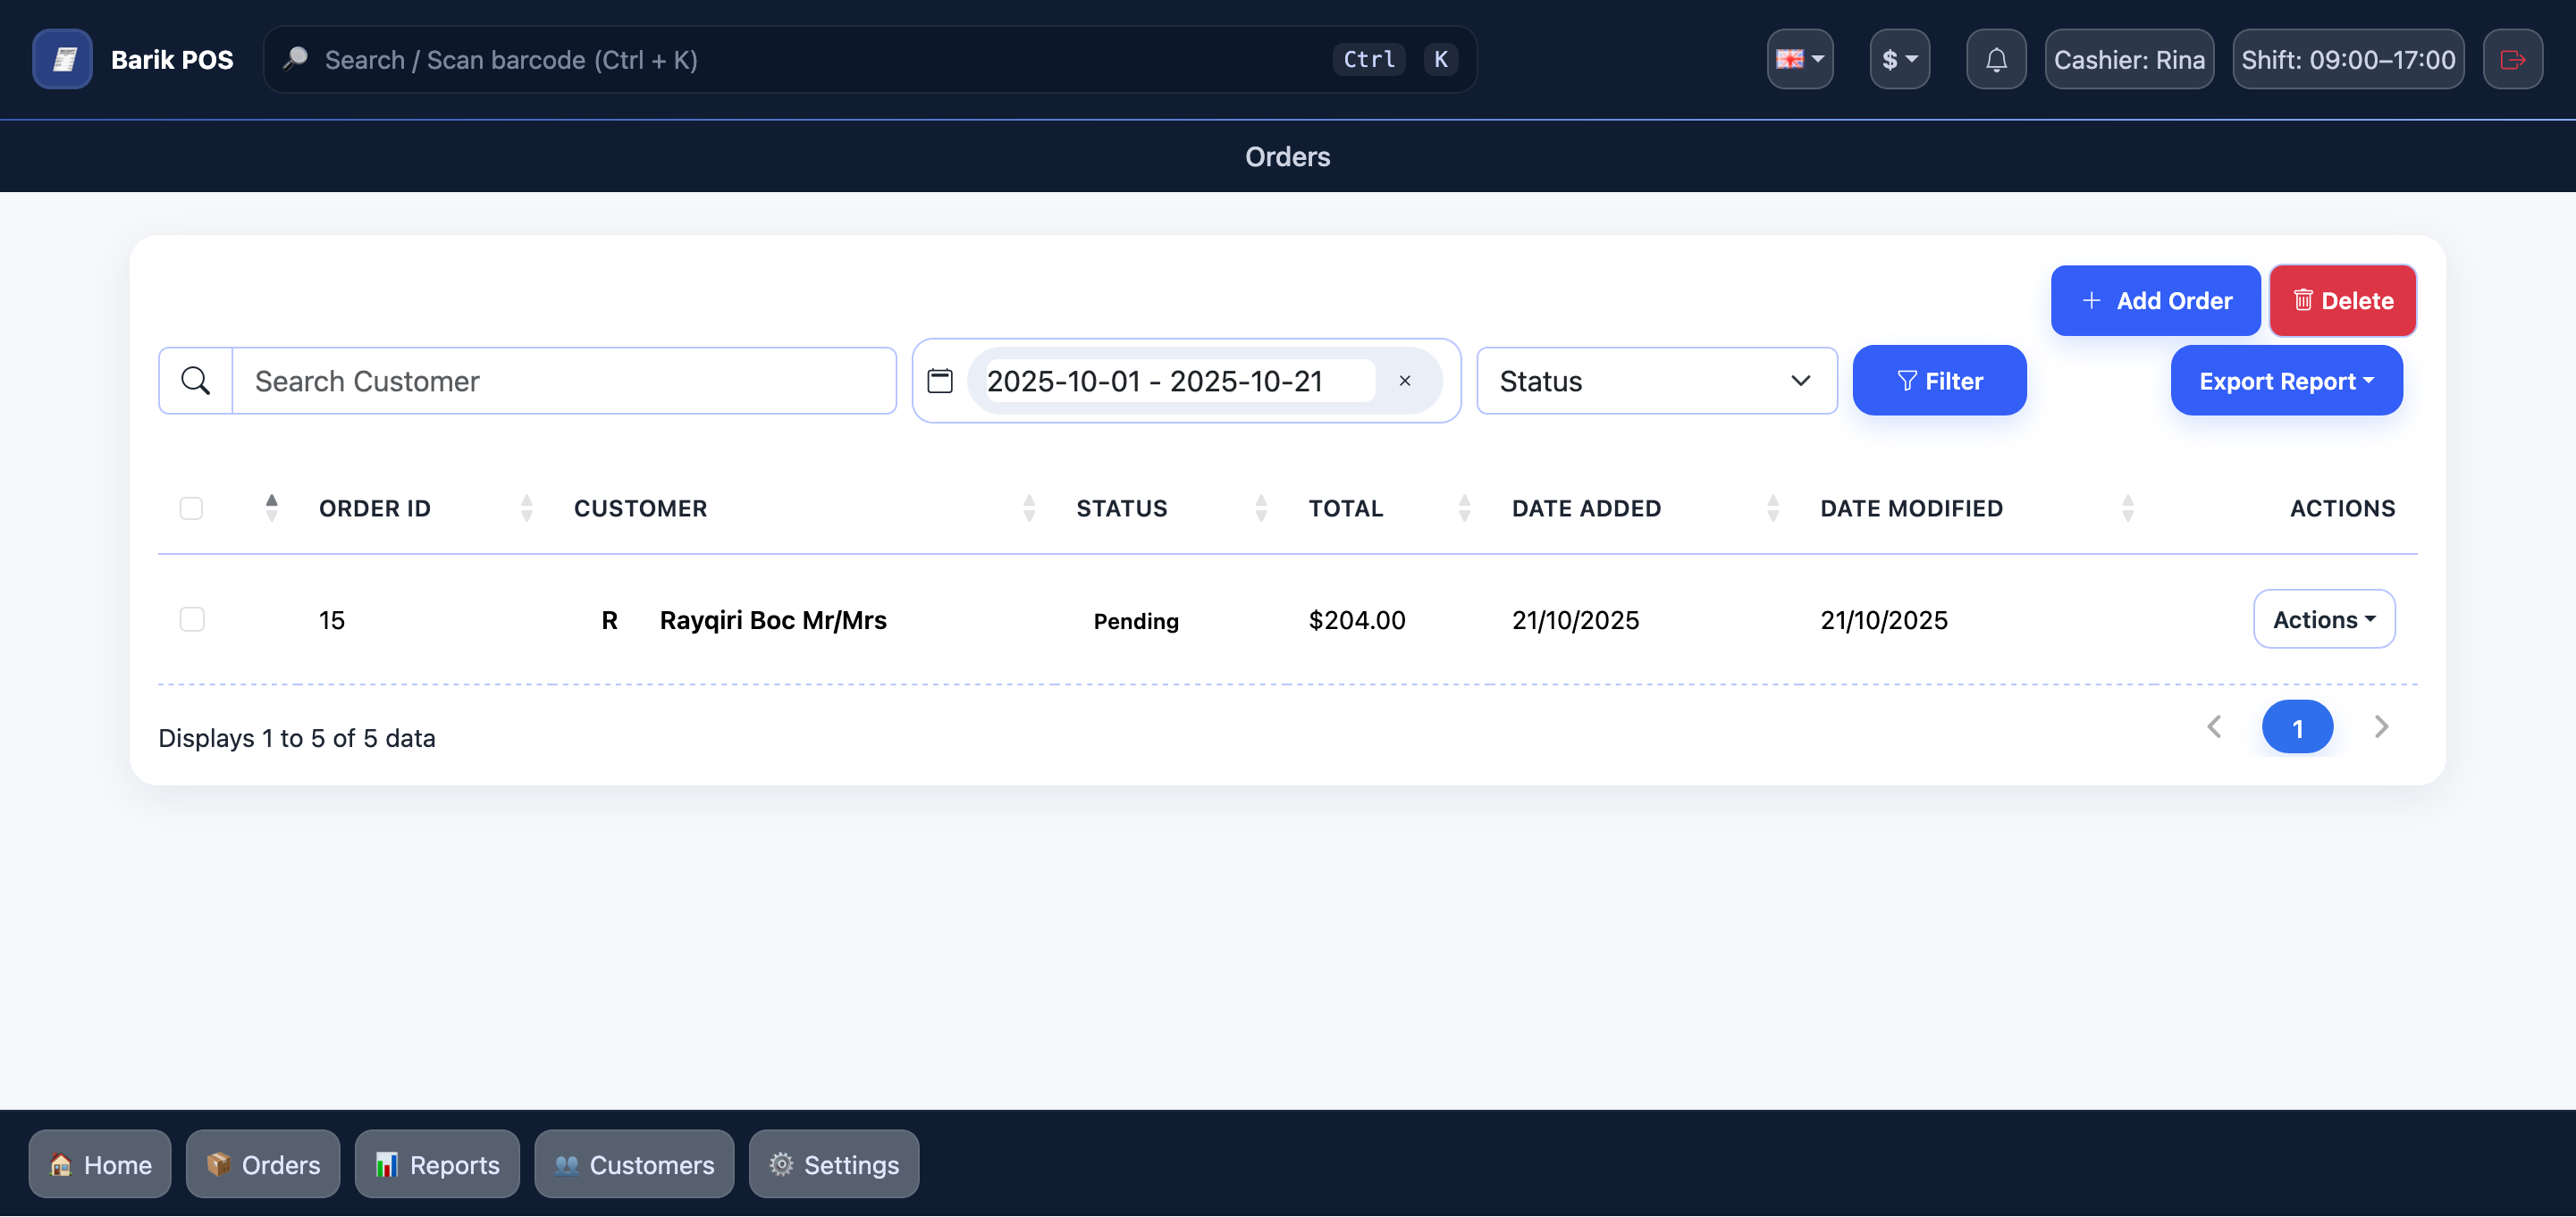 Barik POS
Search / Scan barcode (Ctrl + K)
Ctrl K
$
Cashier: Rina
Shift: 09:00–17:00
Orders
Add Order
Delete
Search Customer
2025-10-01 - 2025-10-21
×
Status
Filter
Export Report
ORDER ID CUSTOMER STATUS TOTAL DATE ADDED DATE MODIFIED ACTIONS
15 R Rayqiri Boc Mr/Mrs Pending $204.00 21/10/2025 21/10/2025 Actions
Displays 1 to 5 of 5 data
1
Home
Orders
Reports
Customers
Settings